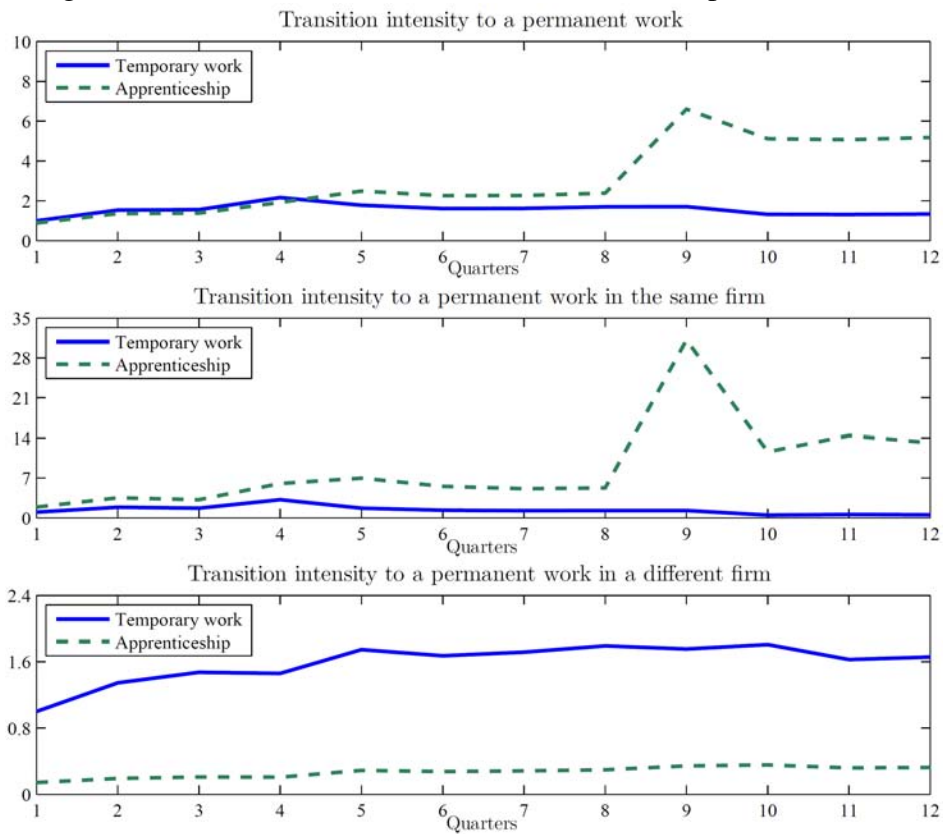 Transition intensity to a permanent work
10
8
6
4
2
0
Temporary work
Apprenticeship
1 2 3 4 5 6 7 8 9 10 11 12
Quarters
Transition intensity to a permanent work in the same firm
35
28
21
14
7
0
Temporary work
Apprenticeship
1 2 3 4 5 6 7 8 9 10 11 12
Quarters
Transition intensity to a permanent work in a different firm
2.4
1.6
0.8
0
Temporary work
Apprenticeship
1 2 3 4 5 6 7 8 9 10 11 12
Quarters